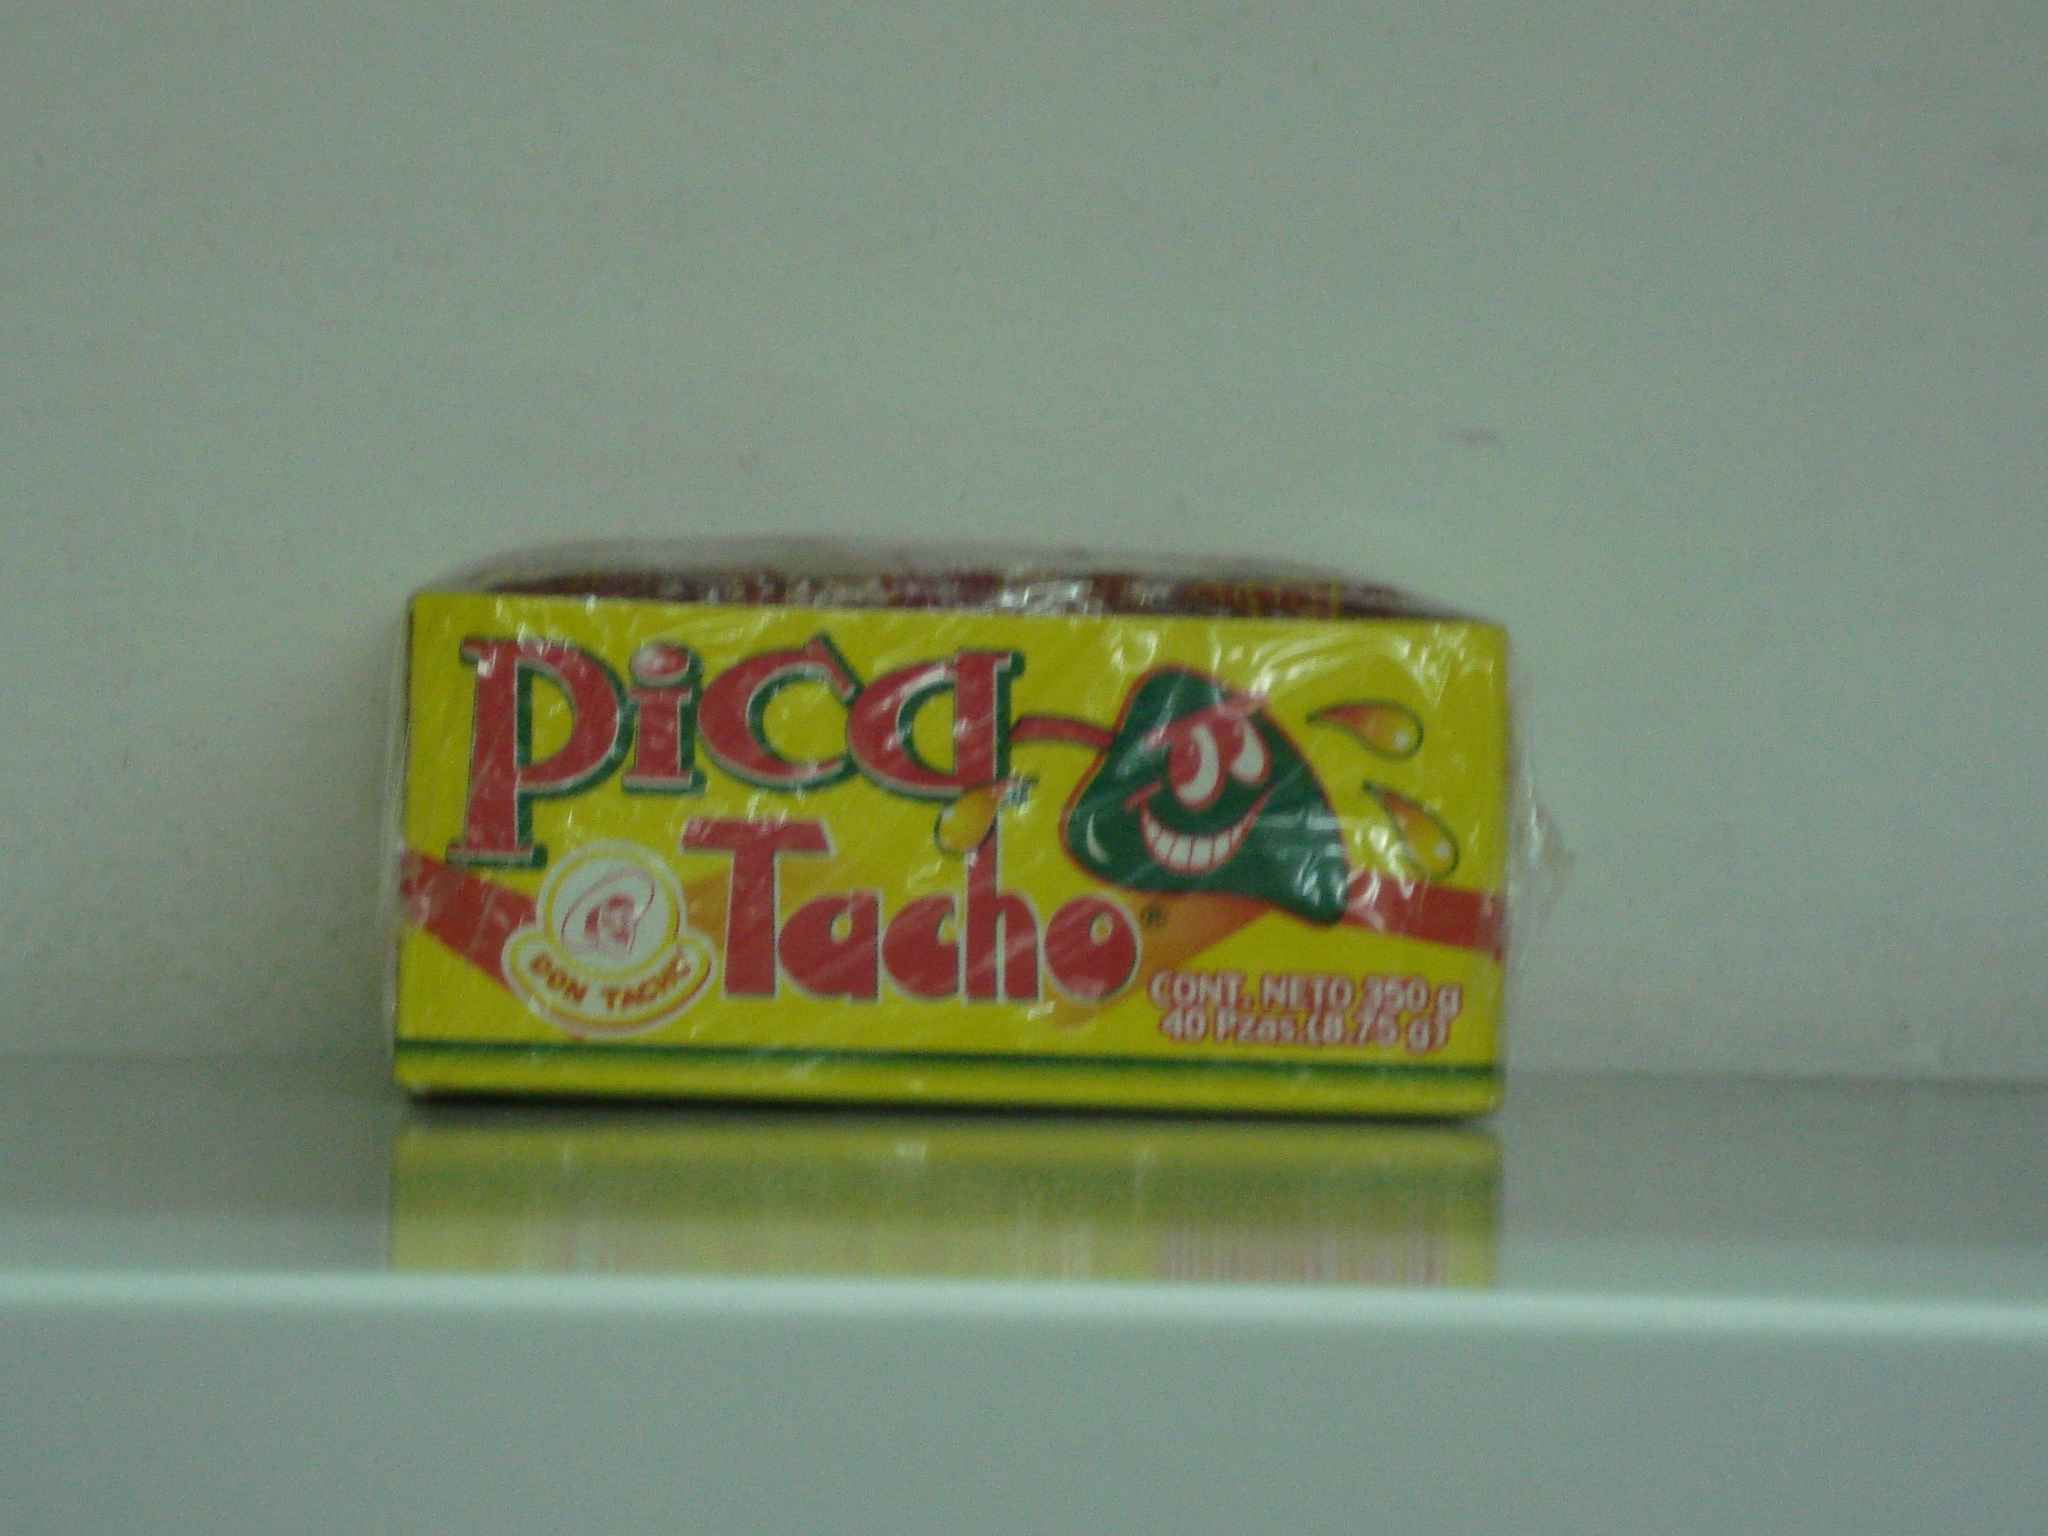 Pica
Tacho®
DON TACHO
CONT. NETO 350 g
40 Pzas.(8.75 g)